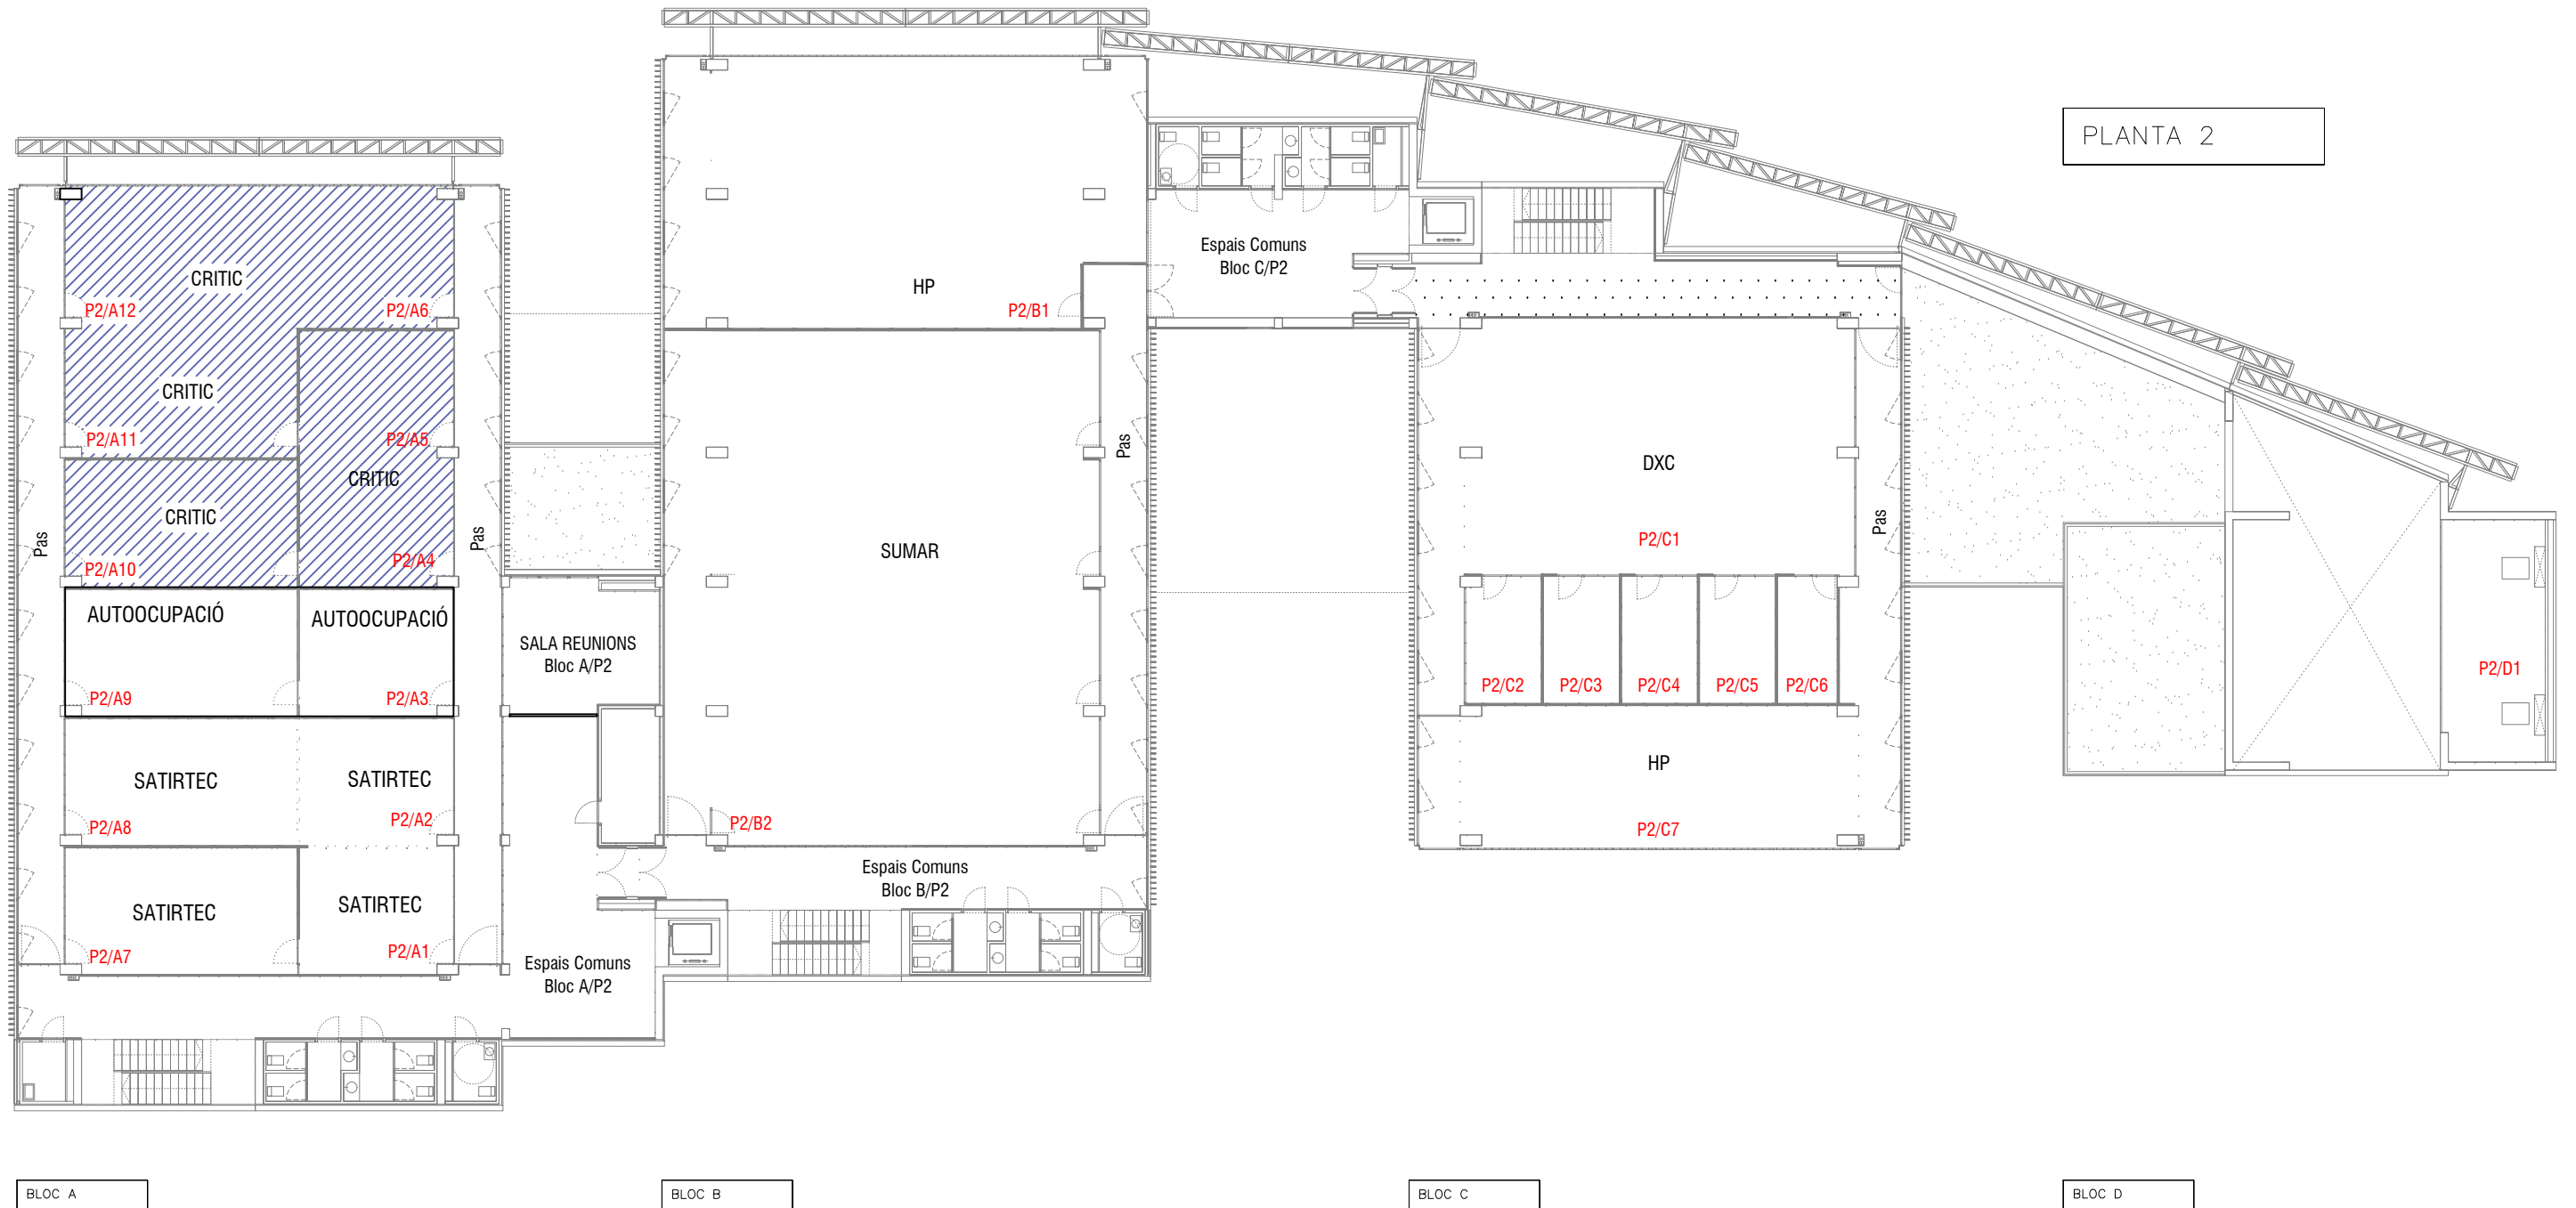 PLANTA 2
CRITIC
P2/A12
P2/A6
CRITIC
P2/A11
P2/A5
CRITIC
CRITIC
P2/A10
P2/A4
Pas
Pas
AUTOOCUPACIÓ
AUTOOCUPACIÓ
P2/A9
P2/A3
SATIRTEC
SATIRTEC
P2/A8
P2/A2
SATIRTEC
SATIRTEC
P2/A7
P2/A1
SALA REUNIONS
Bloc A/P2
Espais Comuns
Bloc A/P2
HP
P2/B1
SUMAR
Pas
P2/B2
Espais Comuns
Bloc B/P2
Espais Comuns
Bloc C/P2
DXC
P2/C1
Pas
P2/C2
P2/C3
P2/C4
P2/C5
P2/C6
HP
P2/C7
P2/D1
BLOC A
BLOC B
BLOC C
BLOC D